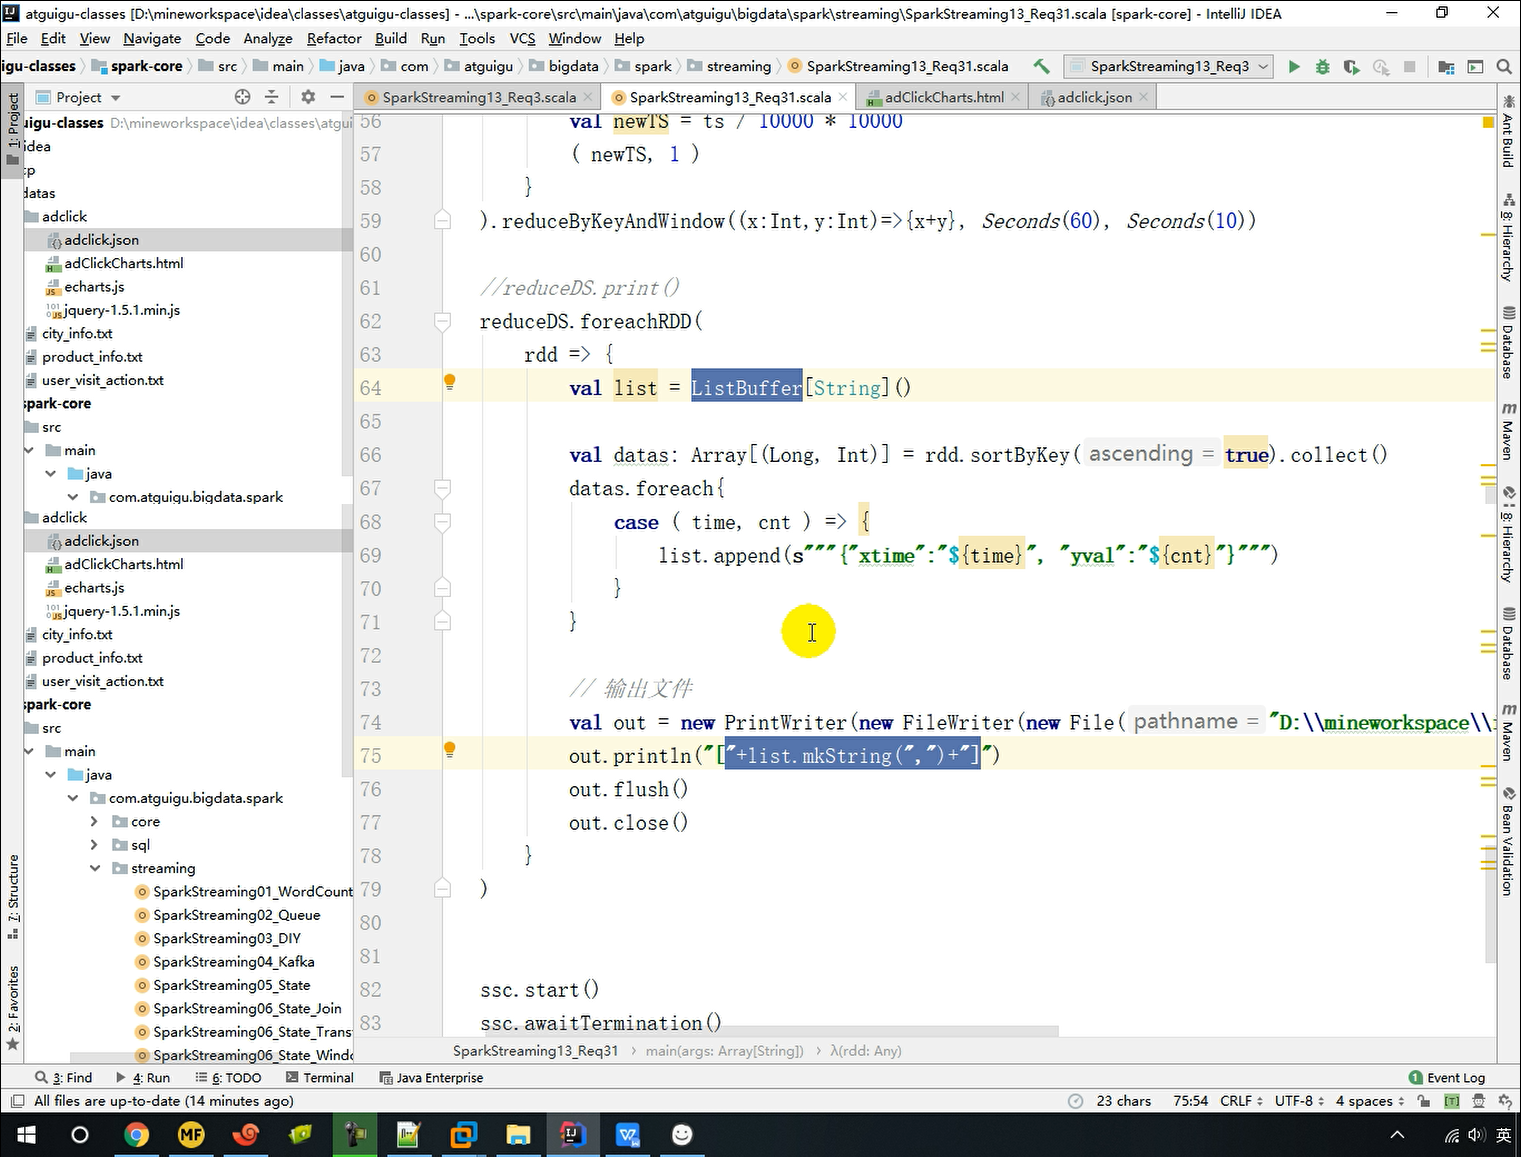 atguigu-classes [D:\mineworkspace\idea\classes\atguigu-classes] - ...\spark-core\src\main\java\com\atguigu\bigdata\spark\streaming\SparkStreaming13_Req31.scala [spark-core] - IntelliJ IDEA
File Edit View Navigate Code Analyze Refactor Build Run Tools VCS Window Help
igu-classes spark-core src main java com atguigu bigdata spark streaming SparkStreaming13_Req31.scala SparkStreaming13_Req3
Project
SparkStreaming13_Req3.scala SparkStreaming13_Req31.scala adClickCharts.html adclick.json
1: Project
7: Structure
2: Favorites
uigu-classes D:\mineworkspace\idea\classes\atgui
idea
datas
adclick
adclick.json
adClickCharts.html
echarts.js
jquery-1.5.1.min.js
city_info.txt
product_info.txt
user_visit_action.txt
spark-core
src
main
java
com.atguigu.bigdata.spark
adclick
adclick.json
adClickCharts.html
echarts.js
jquery-1.5.1.min.js
city_info.txt
product_info.txt
user_visit_action.txt
spark-core
src
main
java
com.atguigu.bigdata.spark
core
sql
streaming
SparkStreaming01_WordCount
SparkStreaming02_Queue
SparkStreaming03_DIY
SparkStreaming04_Kafka
SparkStreaming05_State
SparkStreaming06_State_Join
SparkStreaming06_State_Trans
SparkStreaming06_State_Windo
56 val newTS = ts / 10000 * 10000
57 ( newTS, 1 )
58 }
59 ).reduceByKeyAndWindow((x:Int,y:Int)=>{x+y}, Seconds(60), Seconds(10))
60
61 //reduceDS.print()
62 reduceDS.foreachRDD(
63 rdd => {
64 val list = ListBuffer[String]()
65
66 val datas: Array[(Long, Int)] = rdd.sortByKey( ascending = true).collect()
67 datas.foreach{
68 case ( time, cnt ) => {
69 list.append(s"""{"xtime":"${time}", "yval":"${cnt}"}""")
70 }
71 }
72
73 // 输出文件
74 val out = new PrintWriter(new FileWriter(new File( pathname = "D:\\mineworkspace\\
75 out.println("["+list.mkString(",")+"]")
76 out.flush()
77 out.close()
78 }
79 )
80
81
82 ssc.start()
83 ssc.awaitTermination()
SparkStreaming13_Req31 main(args: Array[String]) λ(rdd: Any)
Ant Build
8: Hierarchy
Database
Maven
8: Hierarchy
Database
Maven
Bean Validation
3: Find 4: Run 6: TODO Terminal Java Enterprise 1 Event Log
All files are up-to-date (14 minutes ago) 23 chars 75:54 CRLF UTF-8 4 spaces
英